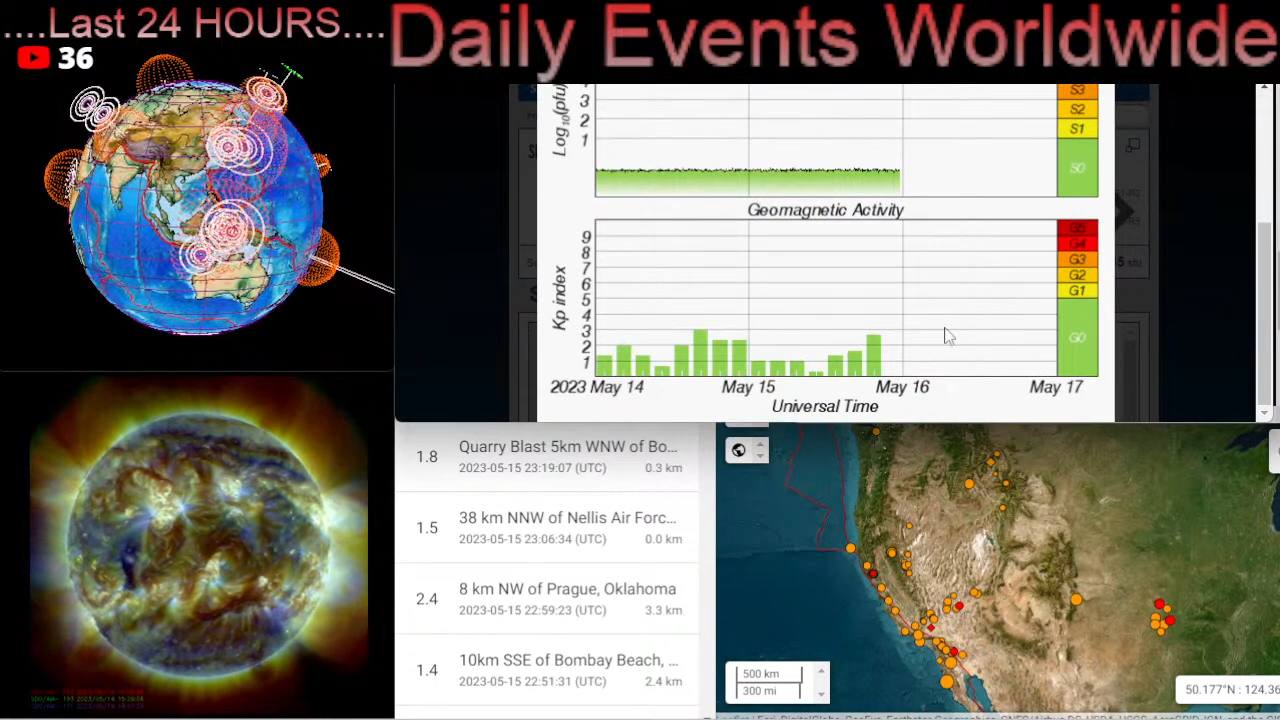 ....Last 24 HOURS....
36
Daily Events Worldwide
Log10(pfu)
3
2
1
S3
S2
S1
S0
Geomagnetic Activity
Kp index
9
8
7
6
5
4
3
2
1
G5
G4
G3
G2
G1
G0
2023 May 14
May 15
May 16
May 17
Universal Time
1.8
Quarry Blast 5km WNW of Bo...
2023-05-15 23:19:07 (UTC)
0.3 km
1.5
38 km NNW of Nellis Air Forc...
2023-05-15 23:06:34 (UTC)
0.0 km
2.4
8 km NW of Prague, Oklahoma
2023-05-15 22:59:23 (UTC)
3.3 km
1.4
10km SSE of Bombay Beach, ...
2023-05-15 22:51:31 (UTC)
2.4 km
500 km
300 mi
50.177°N : 124.36